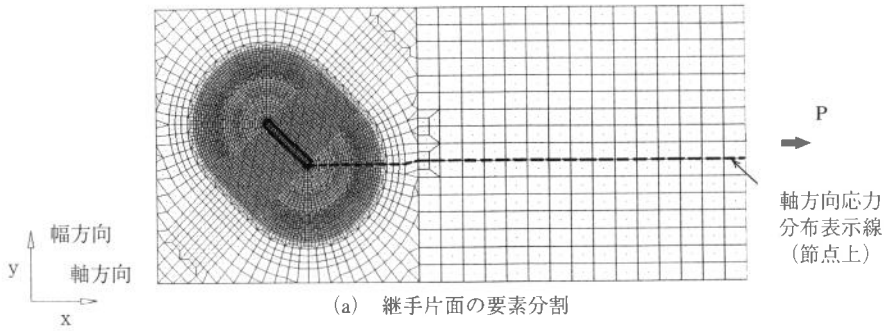 P
軸方向応力
分布表示線
(節点上)
幅方向
y
軸方向
x
(a) 継手片面の要素分割